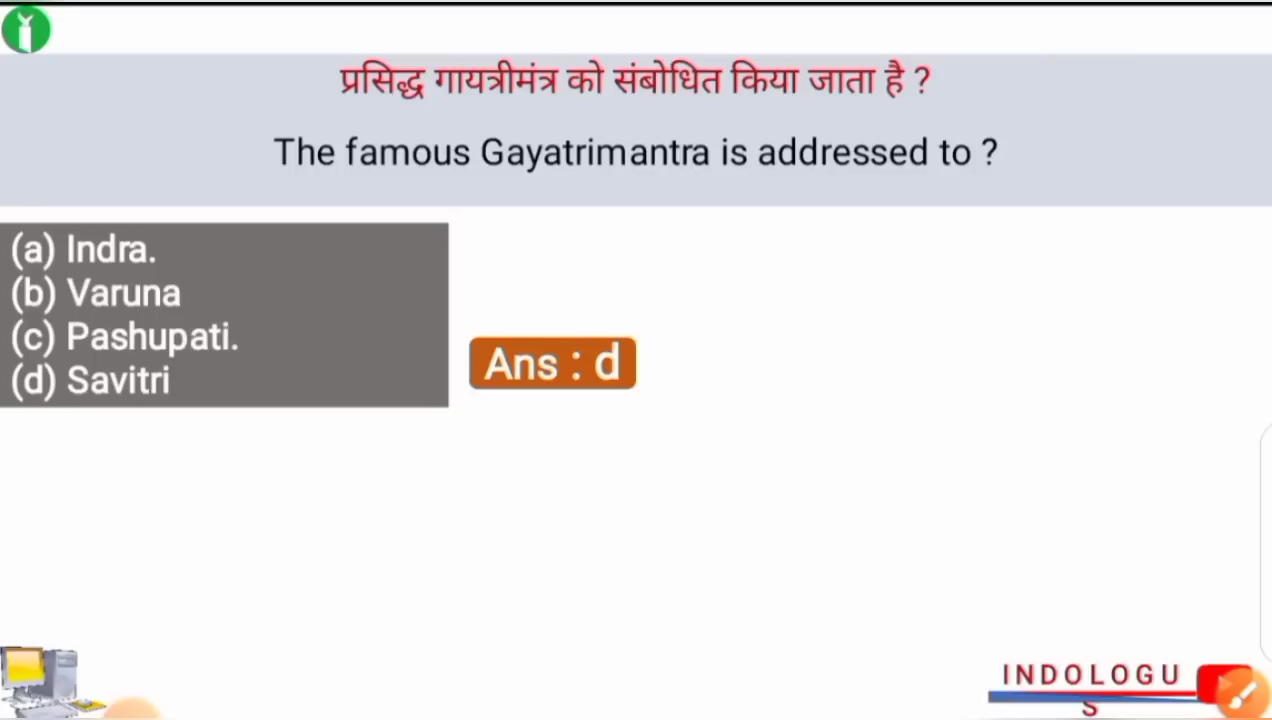 प्रसिद्ध गायत्रीमंत्र को संबोधित किया जाता है ?
The famous Gayatrimantra is addressed to ?
(a) Indra.
(b) Varuna
(c) Pashupati.
(d) Savitri
Ans : d
INDOLOGU
S